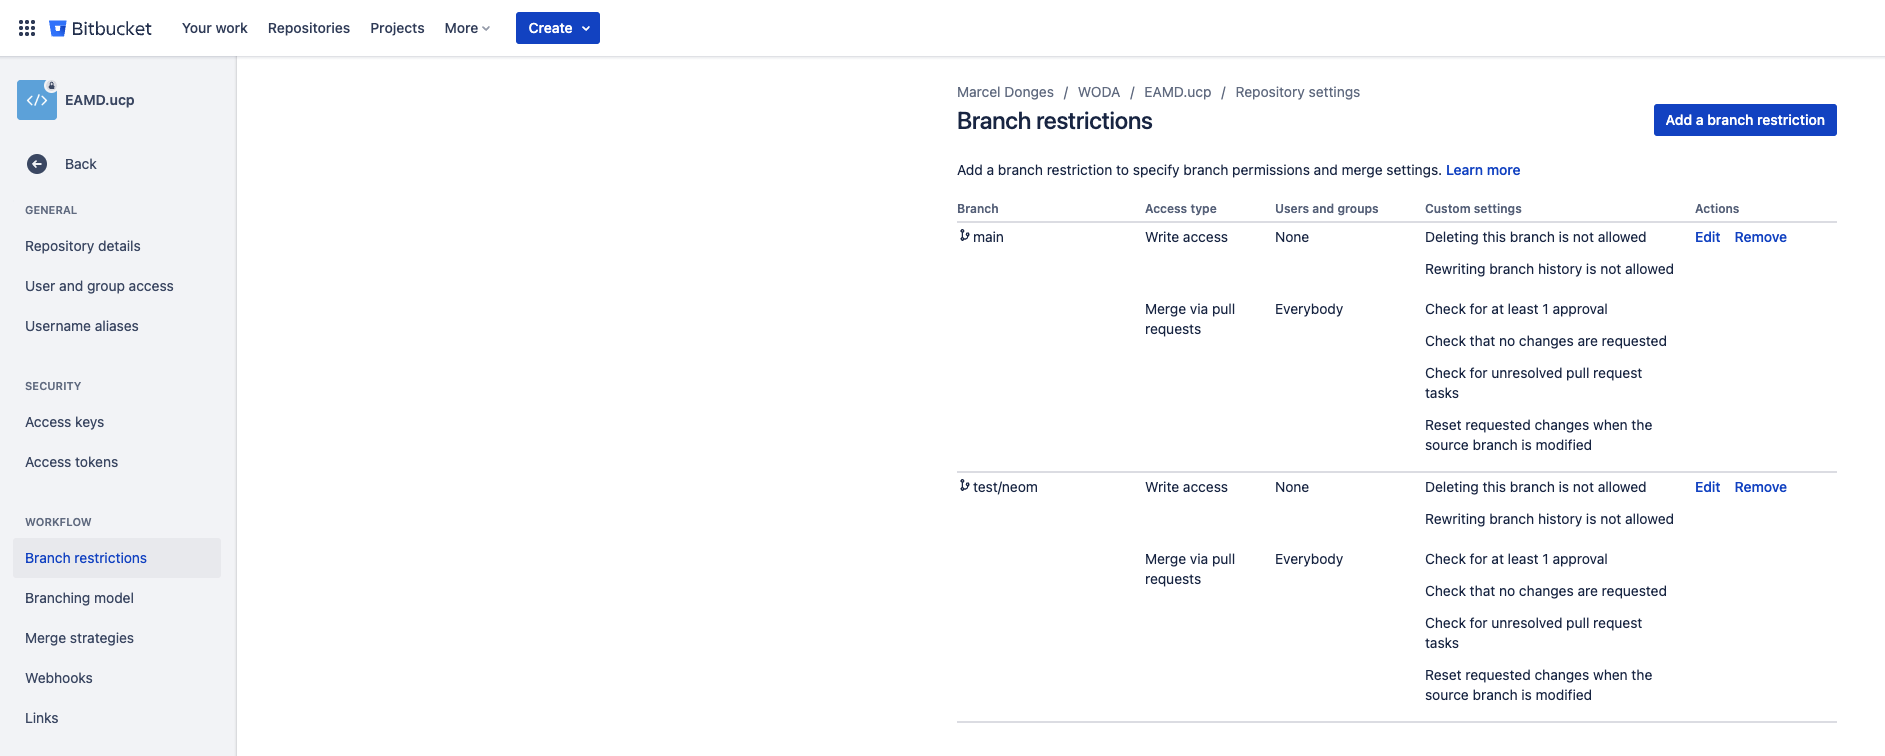 Bitbucket
Your work
Repositories
Projects
More
Create
EAMD.ucp
Back
GENERAL
Repository details
User and group access
Username aliases
SECURITY
Access keys
Access tokens
WORKFLOW
Branch restrictions
Branching model
Merge strategies
Webhooks
Links
Marcel Donges / WODA / EAMD.ucp / Repository settings
Branch restrictions
Add a branch restriction
Add a branch restriction to specify branch permissions and merge settings. Learn more
Branch Access type Users and groups Custom settings Actions
main Write access None Deleting this branch is not allowed Edit Remove
Rewriting branch history is not allowed
Merge via pull Everybody Check for at least 1 approval
requests
Check that no changes are requested
Check for unresolved pull request
tasks
Reset requested changes when the
source branch is modified
test/neom Write access None Deleting this branch is not allowed Edit Remove
Rewriting branch history is not allowed
Merge via pull Everybody Check for at least 1 approval
requests
Check that no changes are requested
Check for unresolved pull request
tasks
Reset requested changes when the
source branch is modified